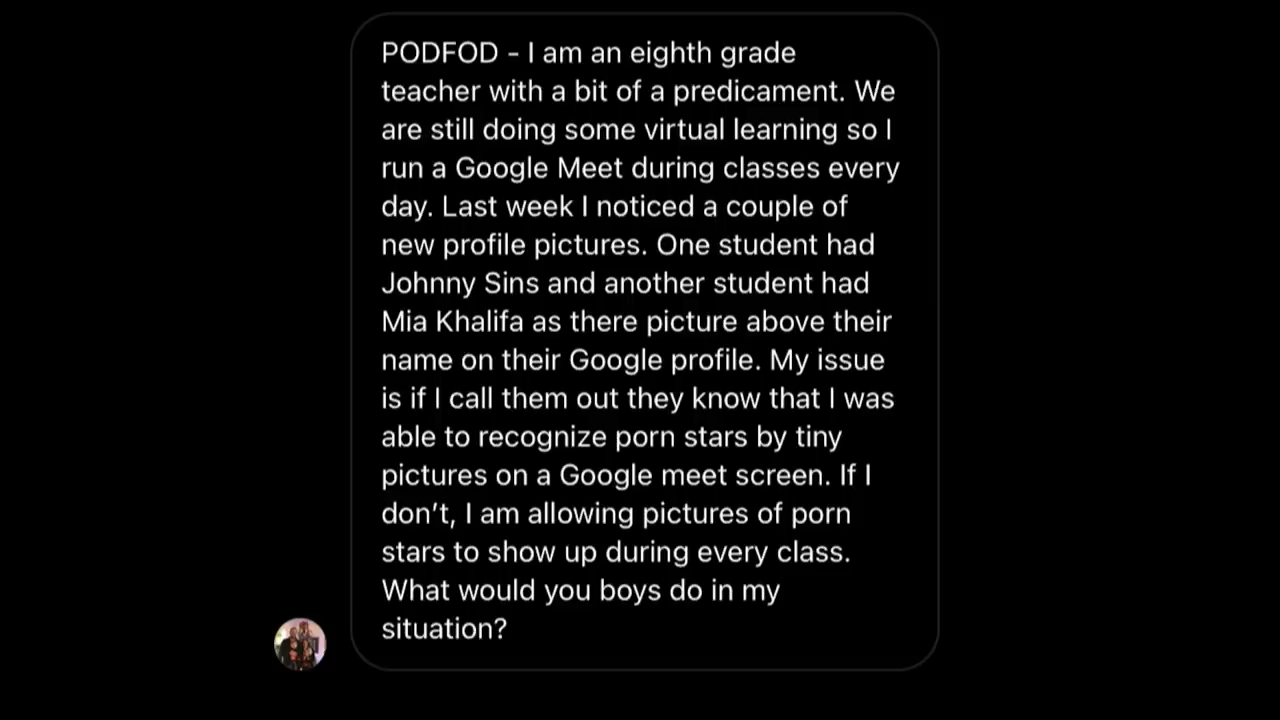 PODFOD - I am an eighth grade
teacher with a bit of a predicament. We
are still doing some virtual learning so I
run a Google Meet during classes every
day. Last week I noticed a couple of
new profile pictures. One student had
Johnny Sins and another student had
Mia Khalifa as there picture above their
name on their Google profile. My issue
is if I call them out they know that I was
able to recognize porn stars by tiny
pictures on a Google meet screen. If I
don’t, I am allowing pictures of porn
stars to show up during every class.
What would you boys do in my
situation?